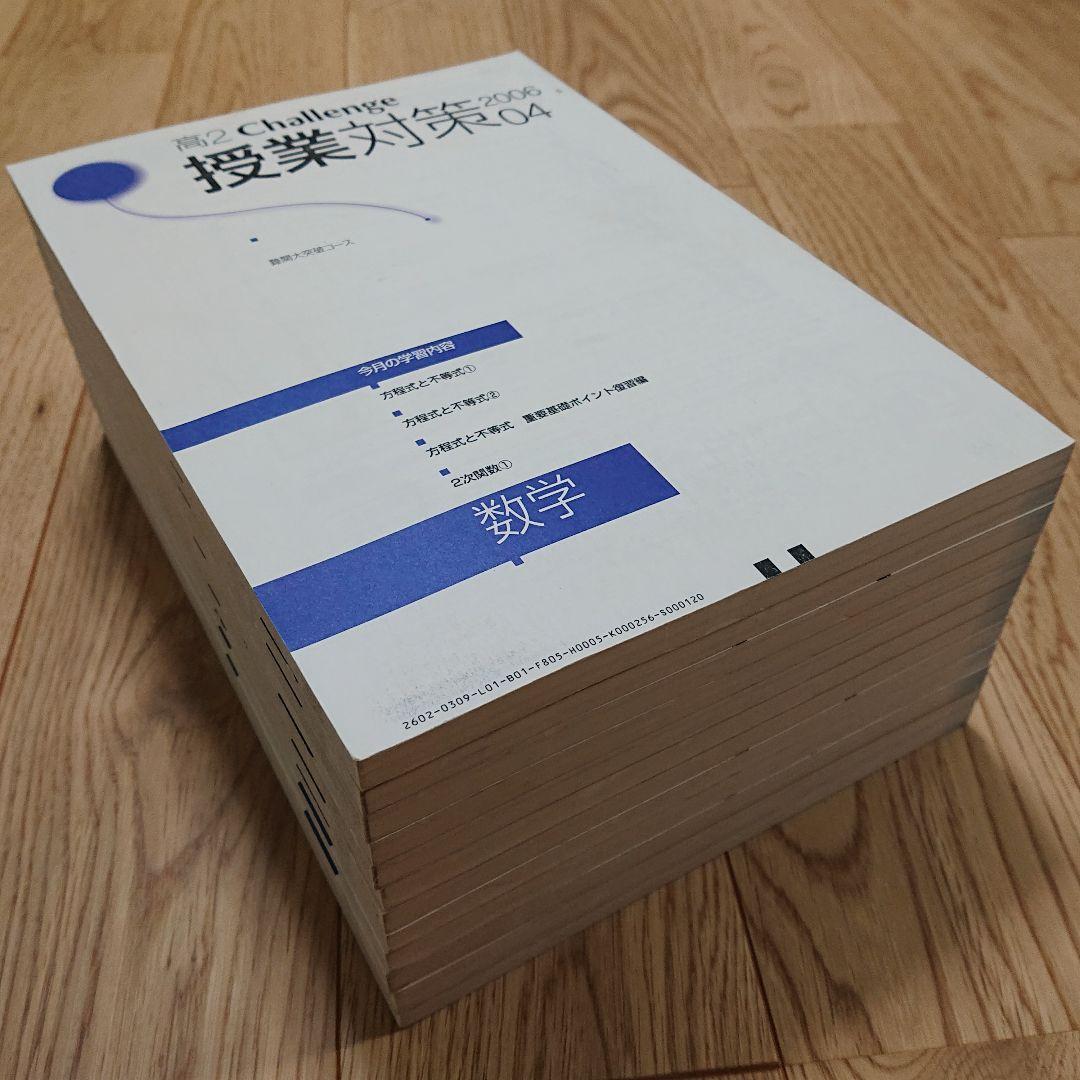 高2 Challenge
授業対策 2006 04
難関大突破コース
今月の学習内容
方程式と不等式①
方程式と不等式②
方程式と不等式 重要基礎ポイント復習編
2次関数①
数学
2602-0309-L01-B01-F805-H0005-K000256-S000120